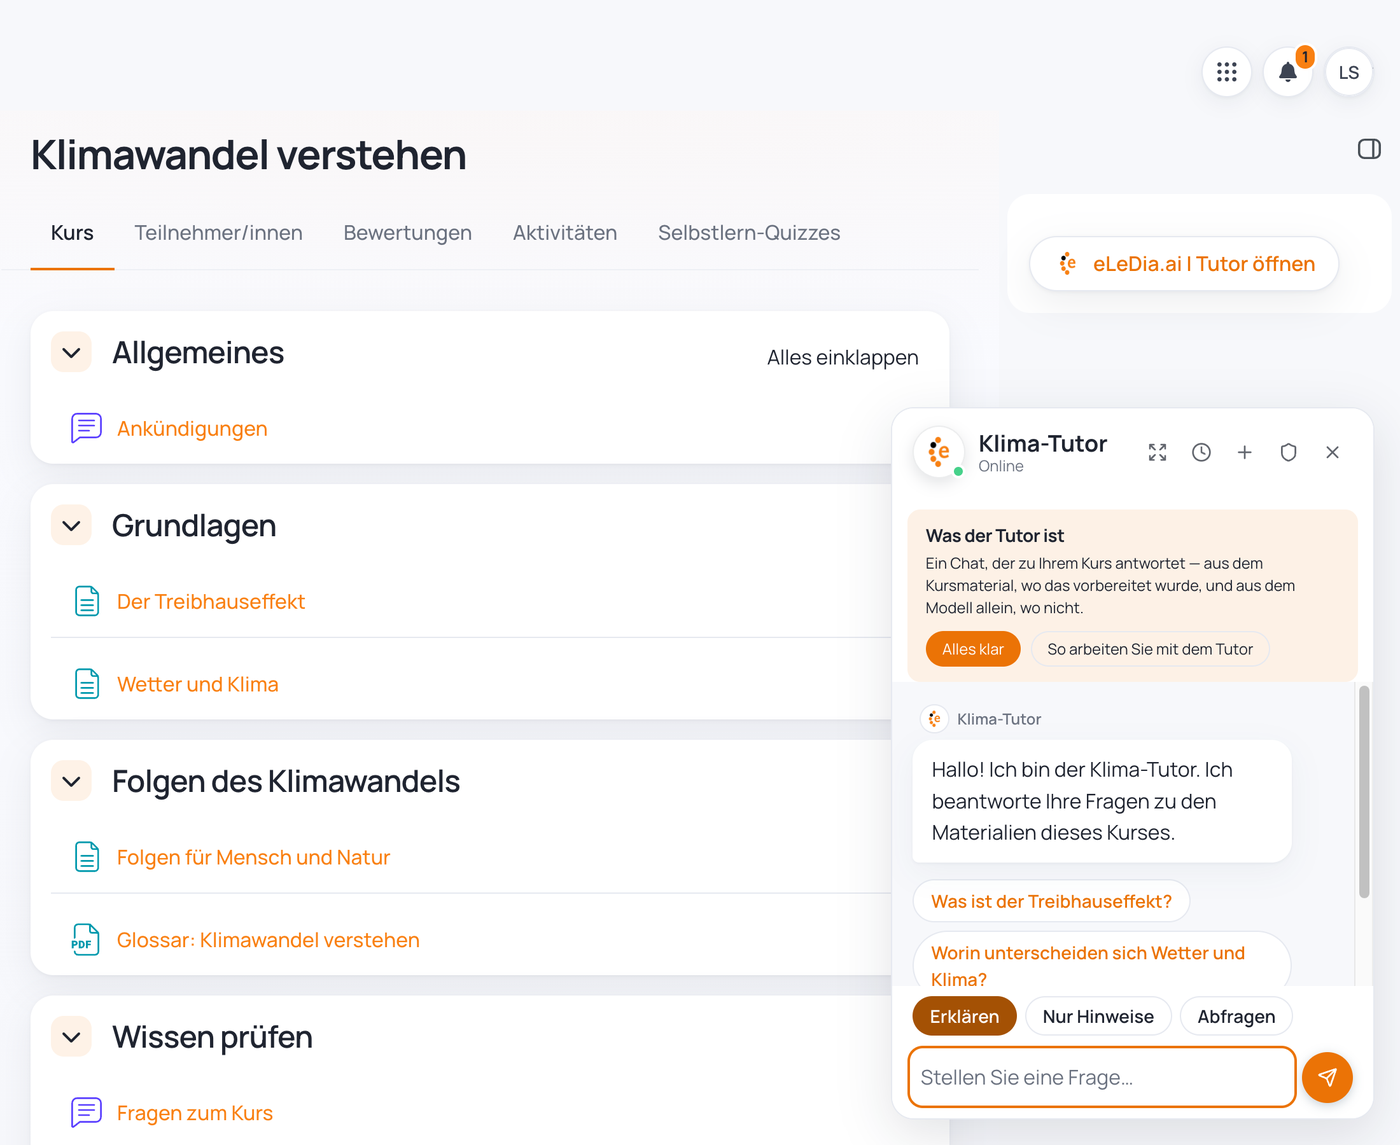 1
LS
Klimawandel verstehen
Kurs
Teilnehmer/innen
Bewertungen
Aktivitäten
Selbstlern-Quizzes
e
eLeDia.ai | Tutor öffnen
Allgemeines
Alles einklappen
Ankündigungen
Grundlagen
Der Treibhauseffekt
Wetter und Klima
Folgen des Klimawandels
Folgen für Mensch und Natur
PDF
Glossar: Klimawandel verstehen
Wissen prüfen
Fragen zum Kurs
e
Klima-Tutor
Online
Was der Tutor ist
Ein Chat, der zu Ihrem Kurs antwortet — aus dem
Kursmaterial, wo das vorbereitet wurde, und aus dem
Modell allein, wo nicht.
Alles klar
So arbeiten Sie mit dem Tutor
e
Klima-Tutor
Hallo! Ich bin der Klima-Tutor. Ich
beantworte Ihre Fragen zu den
Materialien dieses Kurses.
Was ist der Treibhauseffekt?
Worin unterscheiden sich Wetter und
Klima?
Erklären
Nur Hinweise
Abfragen
Stellen Sie eine Frage...